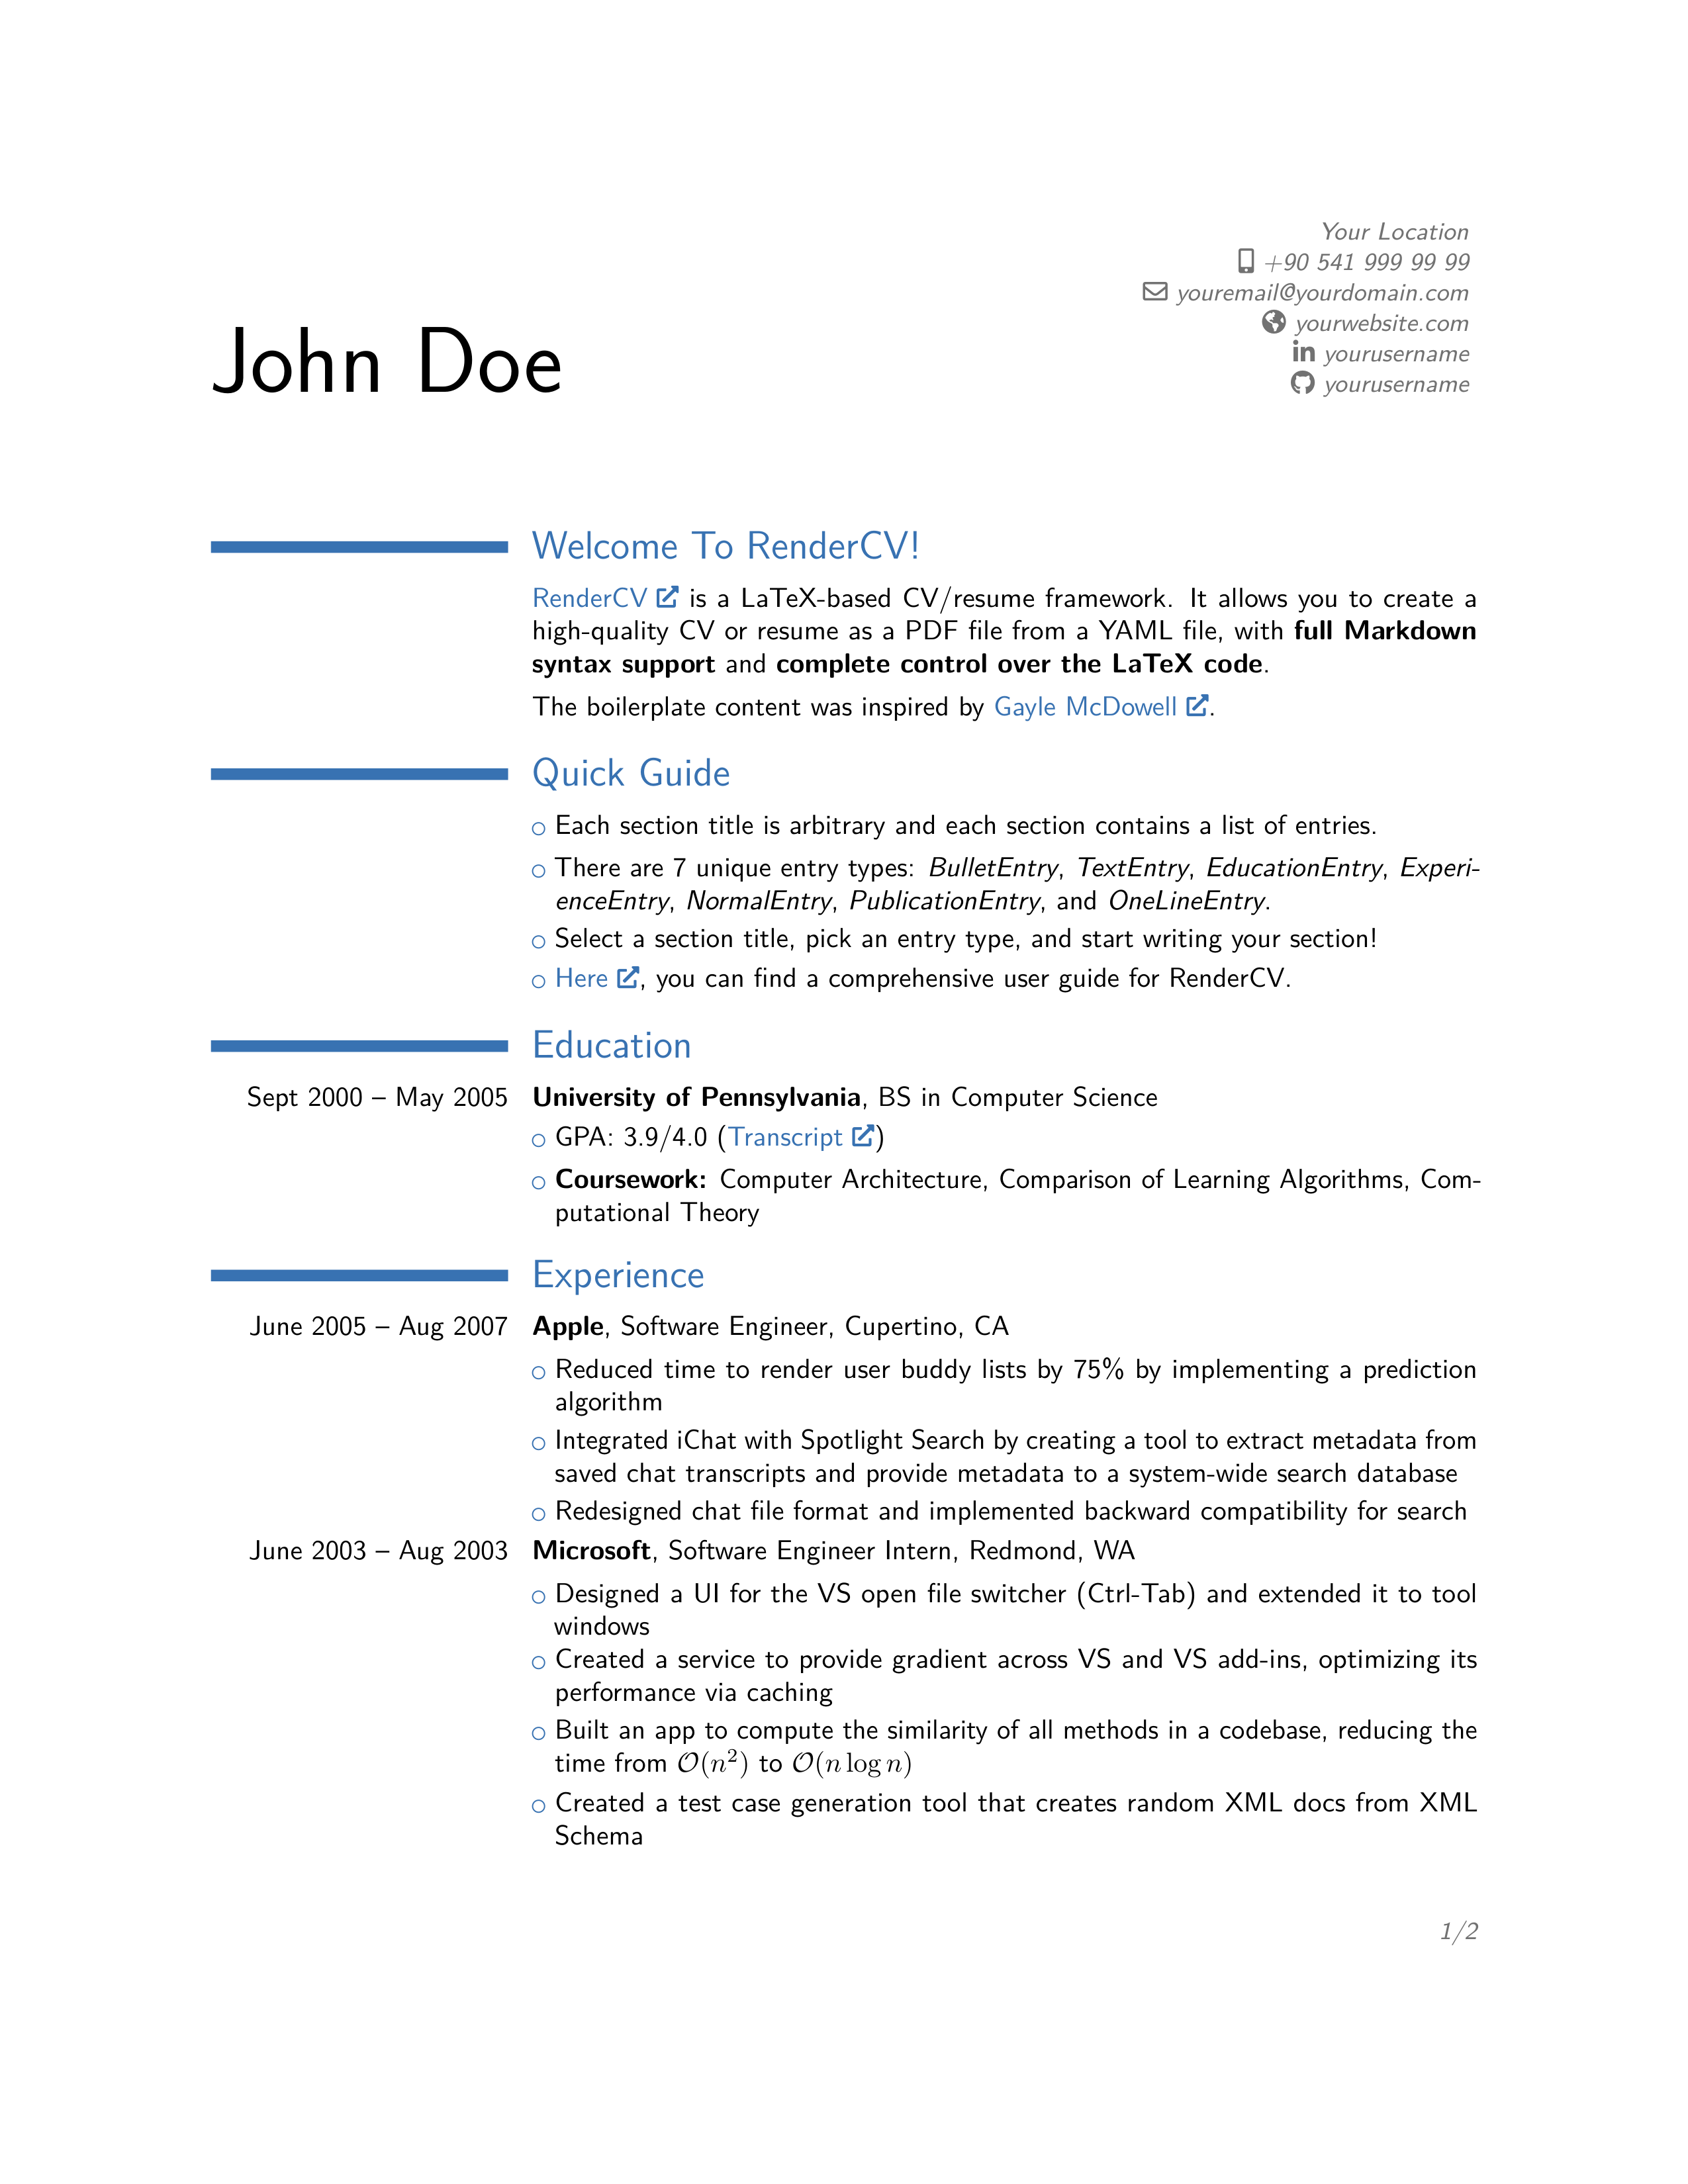 John Doe
Your Location
+90 541 999 99 99
youremail@yourdomain.com
yourwebsite.com
yourusername
yourusername
Welcome To RenderCV!
RenderCV is a LaTeX-based CV/resume framework. It allows you to create a
high-quality CV or resume as a PDF file from a YAML file, with full Markdown
syntax support and complete control over the LaTeX code.
The boilerplate content was inspired by Gayle McDowell.
Quick Guide
○ Each section title is arbitrary and each section contains a list of entries.
○ There are 7 unique entry types: BulletEntry, TextEntry, EducationEntry, Experi-
enceEntry, NormalEntry, PublicationEntry, and OneLineEntry.
○ Select a section title, pick an entry type, and start writing your section!
○ Here, you can find a comprehensive user guide for RenderCV.
Education
Sept 2000 – May 2005 University of Pennsylvania, BS in Computer Science
○ GPA: 3.9/4.0 (Transcript)
○ Coursework: Computer Architecture, Comparison of Learning Algorithms, Com-
putational Theory
Experience
June 2005 – Aug 2007 Apple, Software Engineer, Cupertino, CA
○ Reduced time to render user buddy lists by 75% by implementing a prediction
algorithm
○ Integrated iChat with Spotlight Search by creating a tool to extract metadata from
saved chat transcripts and provide metadata to a system-wide search database
○ Redesigned chat file format and implemented backward compatibility for search
June 2003 – Aug 2003 Microsoft, Software Engineer Intern, Redmond, WA
○ Designed a UI for the VS open file switcher (Ctrl-Tab) and extended it to tool
windows
○ Created a service to provide gradient across VS and VS add-ins, optimizing its
performance via caching
○ Built an app to compute the similarity of all methods in a codebase, reducing the
time from 𝒪(n²) to 𝒪(n log n)
○ Created a test case generation tool that creates random XML docs from XML
Schema
1/2